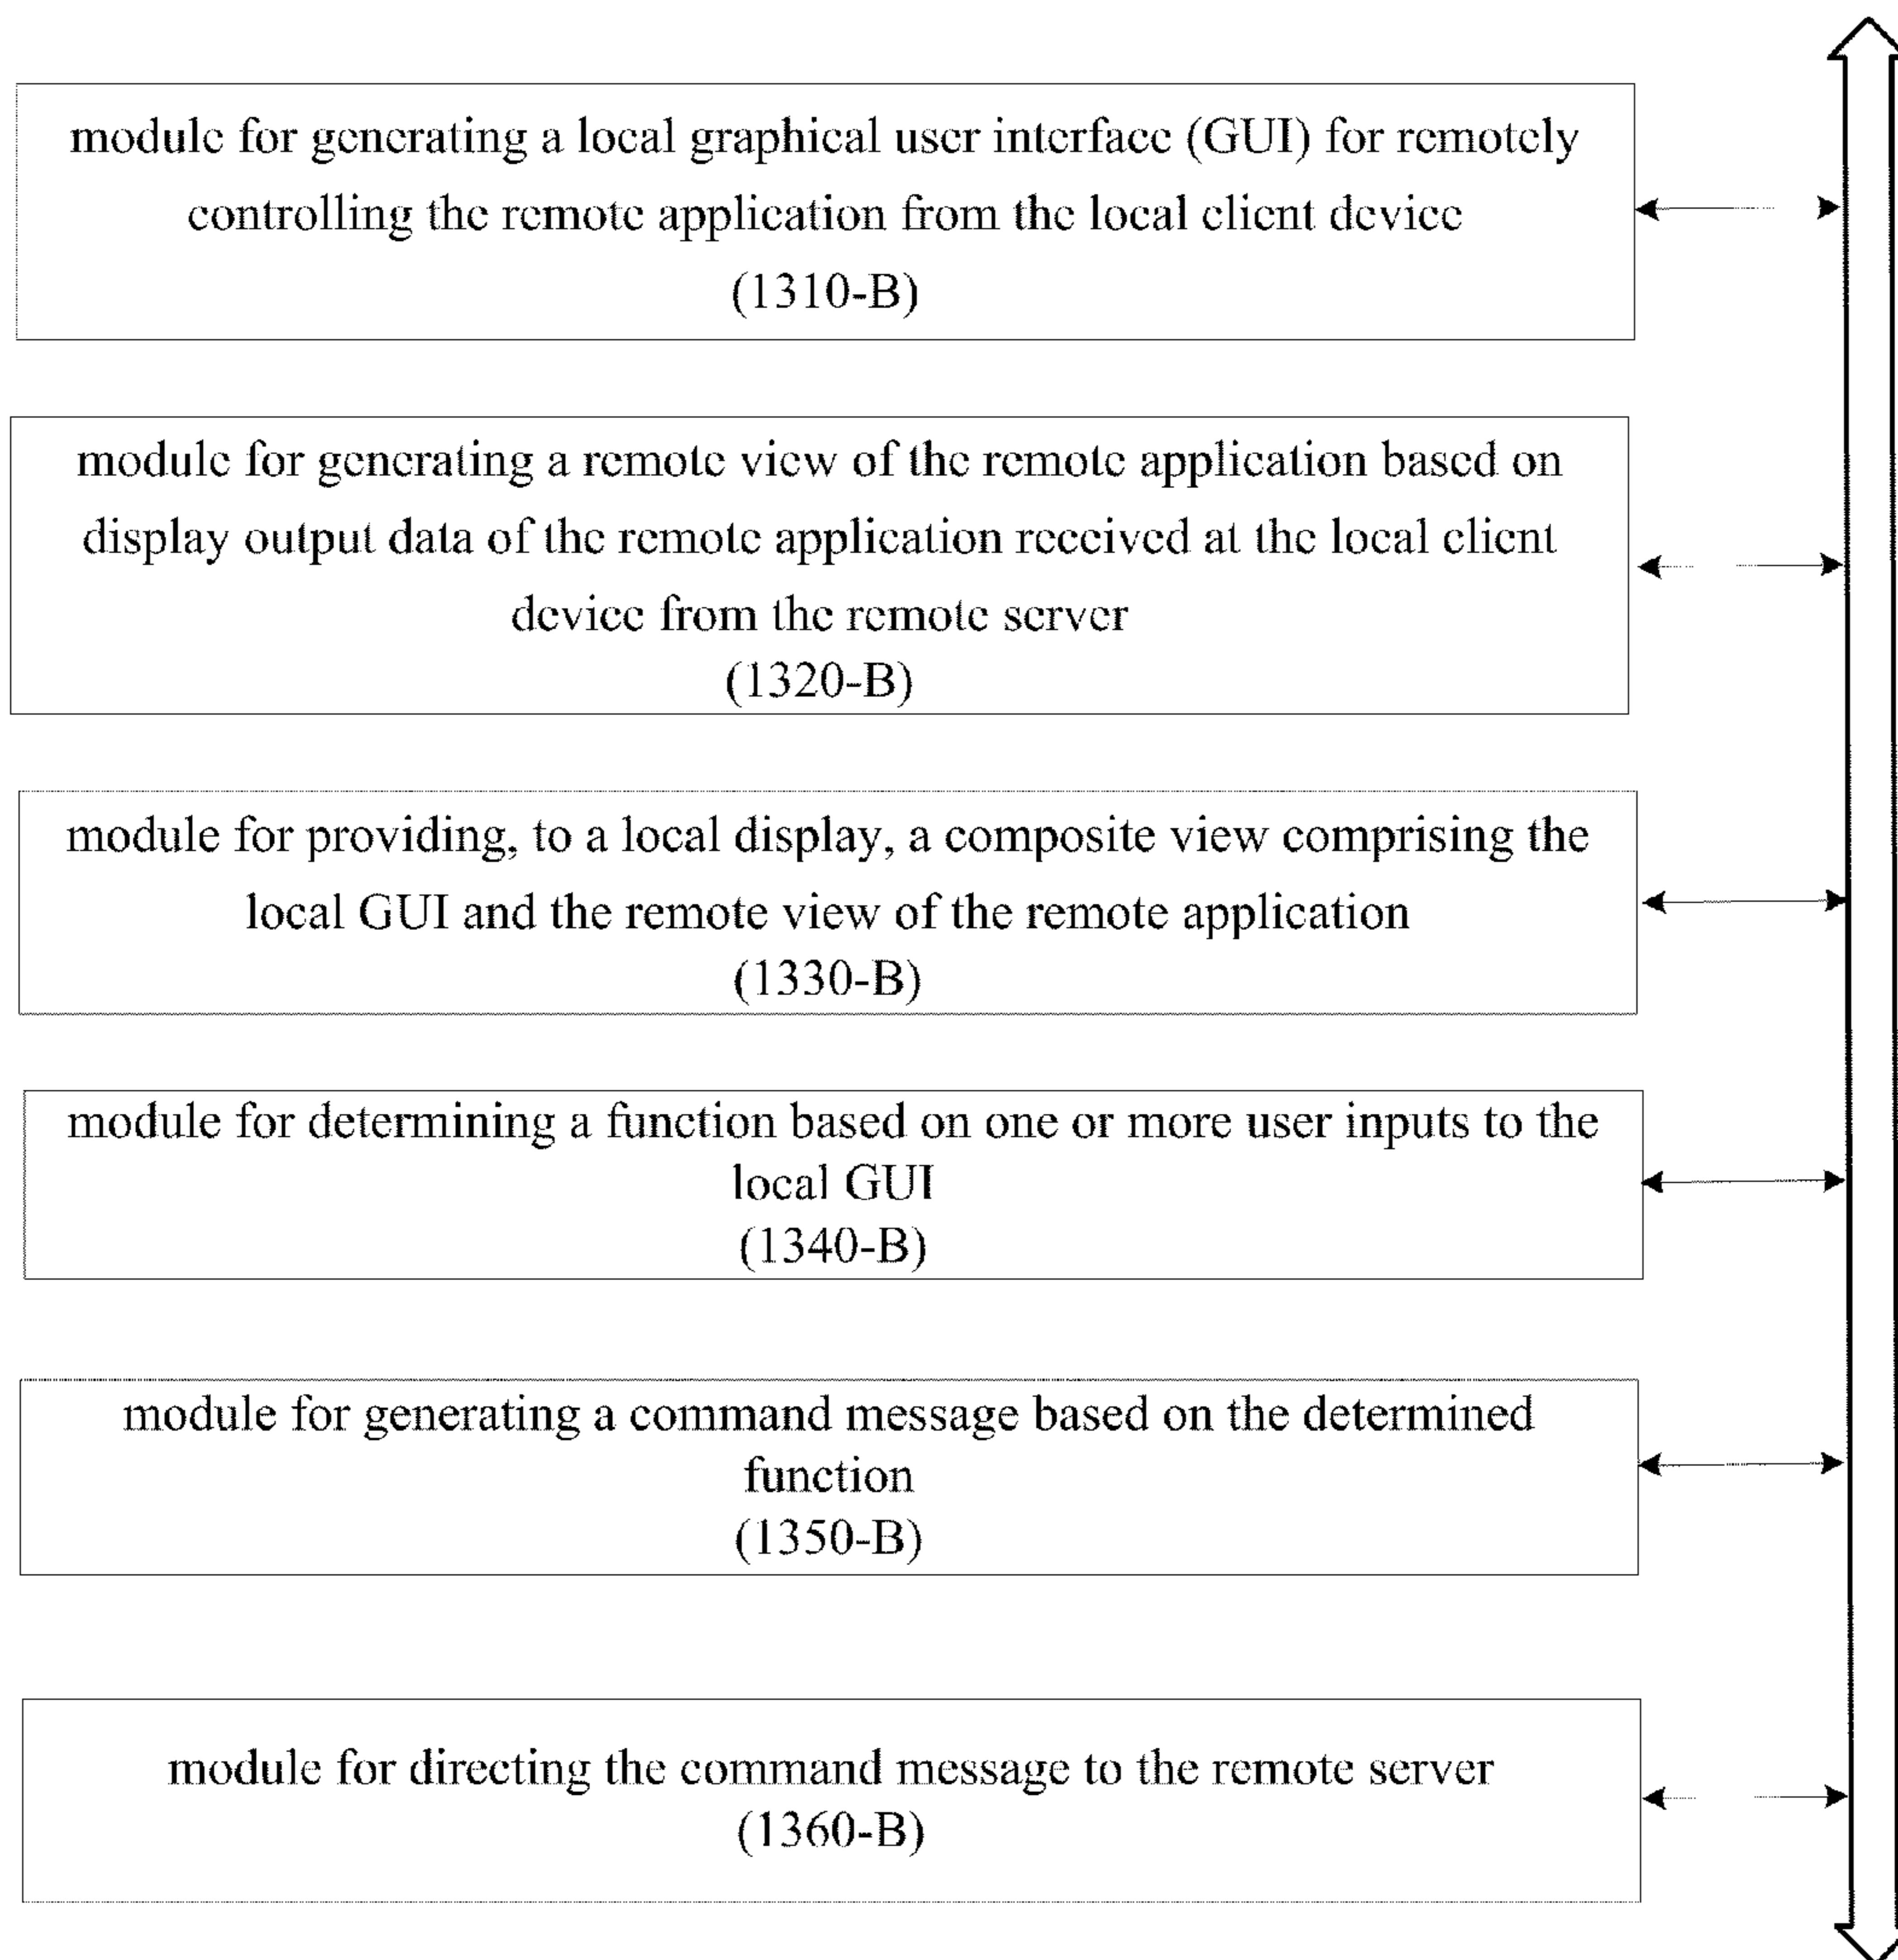 module for generating a local graphical user interface (GUI) for remotely
controlling the remote application from the local client device
(1310-B)
module for generating a remote view of the remote application based on
display output data of the remote application received at the local client
device from the remote server
(1320-B)
module for providing, to a local display, a composite view comprising the
local GUI and the remote view of the remote application
(1330-B)
module for determining a function based on one or more user inputs to the
local GUI
(1340-B)
module for generating a command message based on the determined
function
(1350-B)
module for directing the command message to the remote server
(1360-B)